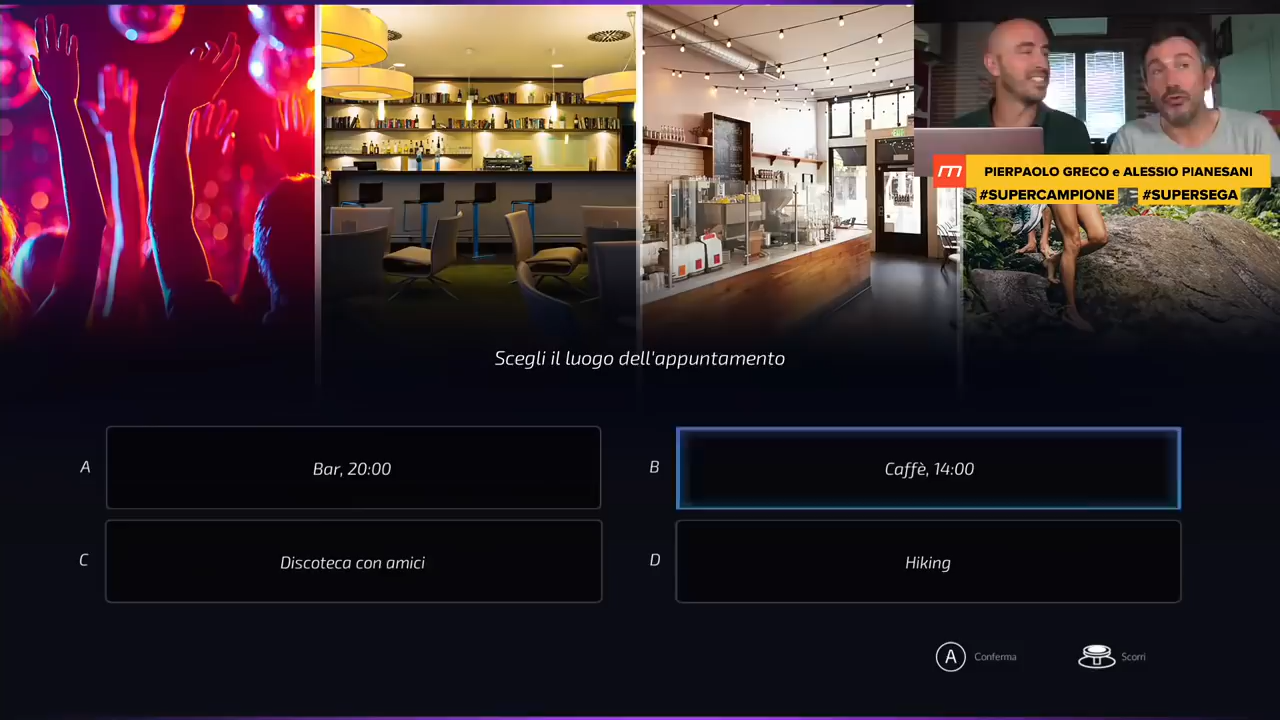 PIERPAOLO GRECO e ALESSIO PIANESANI
#SUPERCAMPIONE #SUPERSEGA
Scegli il luogo dell'appuntamento
A Bar, 20:00
B Caffè, 14:00
C Discoteca con amici
D Hiking
A Conferma
Scorri